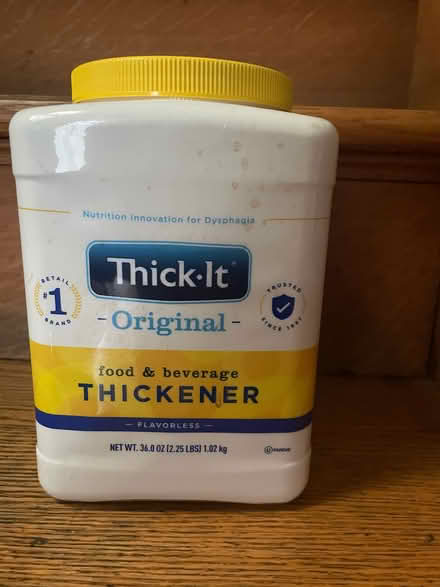 Nutrition Innovation for Dysphagia
Thick·It®
RETAIL
#1
BRAND
- Original -
TRUSTED
SINCE 1987
food & beverage
THICKENER
— FLAVORLESS —
NET WT. 36.0 OZ (2.25 LBS) 1.02 kg
U PAREVE